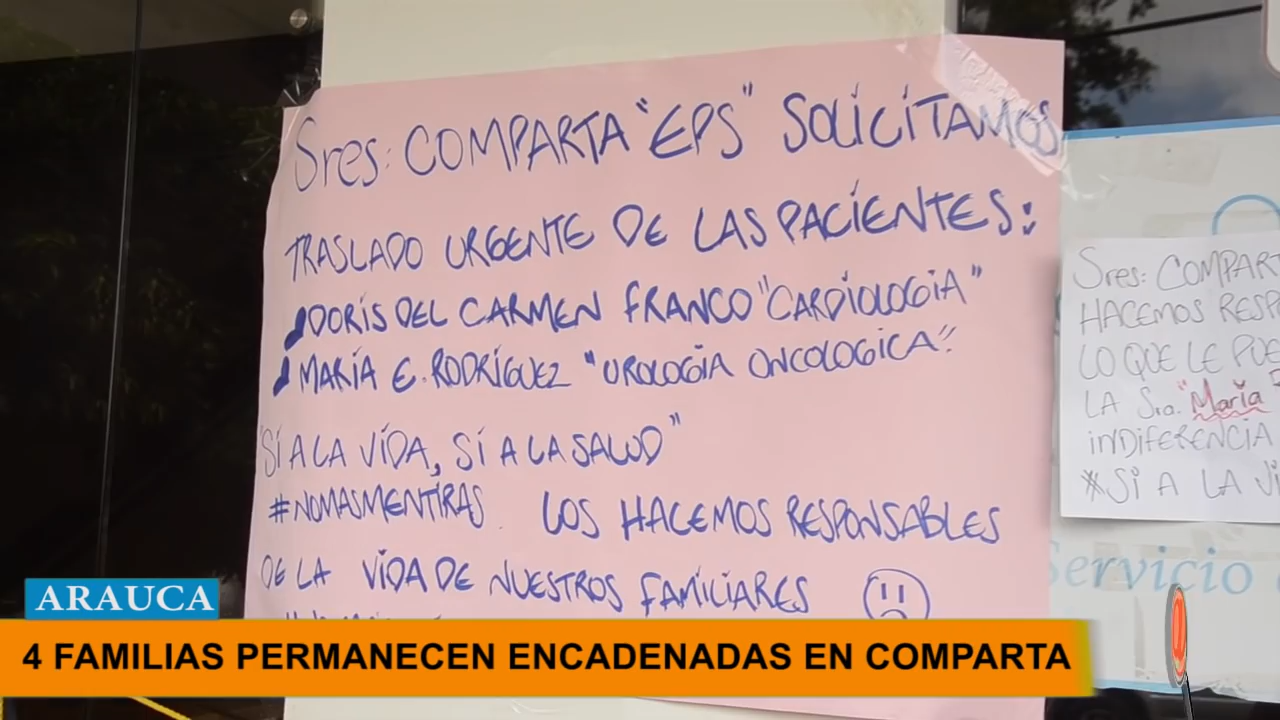 Sres: COMPARTA "EPS" SOLICITAMOS
TRASLADO URGENTE DE LAS PACIENTES:
DORIS DEL CARMEN FRANCO "CARDIOLOGIA"
MARÍA E. RODRÍGUEZ "UROLOGIA ONCOLOGICA"
"SÍ A LA VIDA, SÍ A LA SALUD"
#NOMASMENTIRAS. LOS HACEMOS RESPONSABLES
DE LA VIDA DE NUESTROS FAMILIARES
Sres: COMPART
HACEMOS RESP
LO QUE LE PUE
LA Sra. "María
INDIFERENCIA
*SI A LA VI
Servicio
ARAUCA
4 FAMILIAS PERMANECEN ENCADENADAS EN COMPARTA